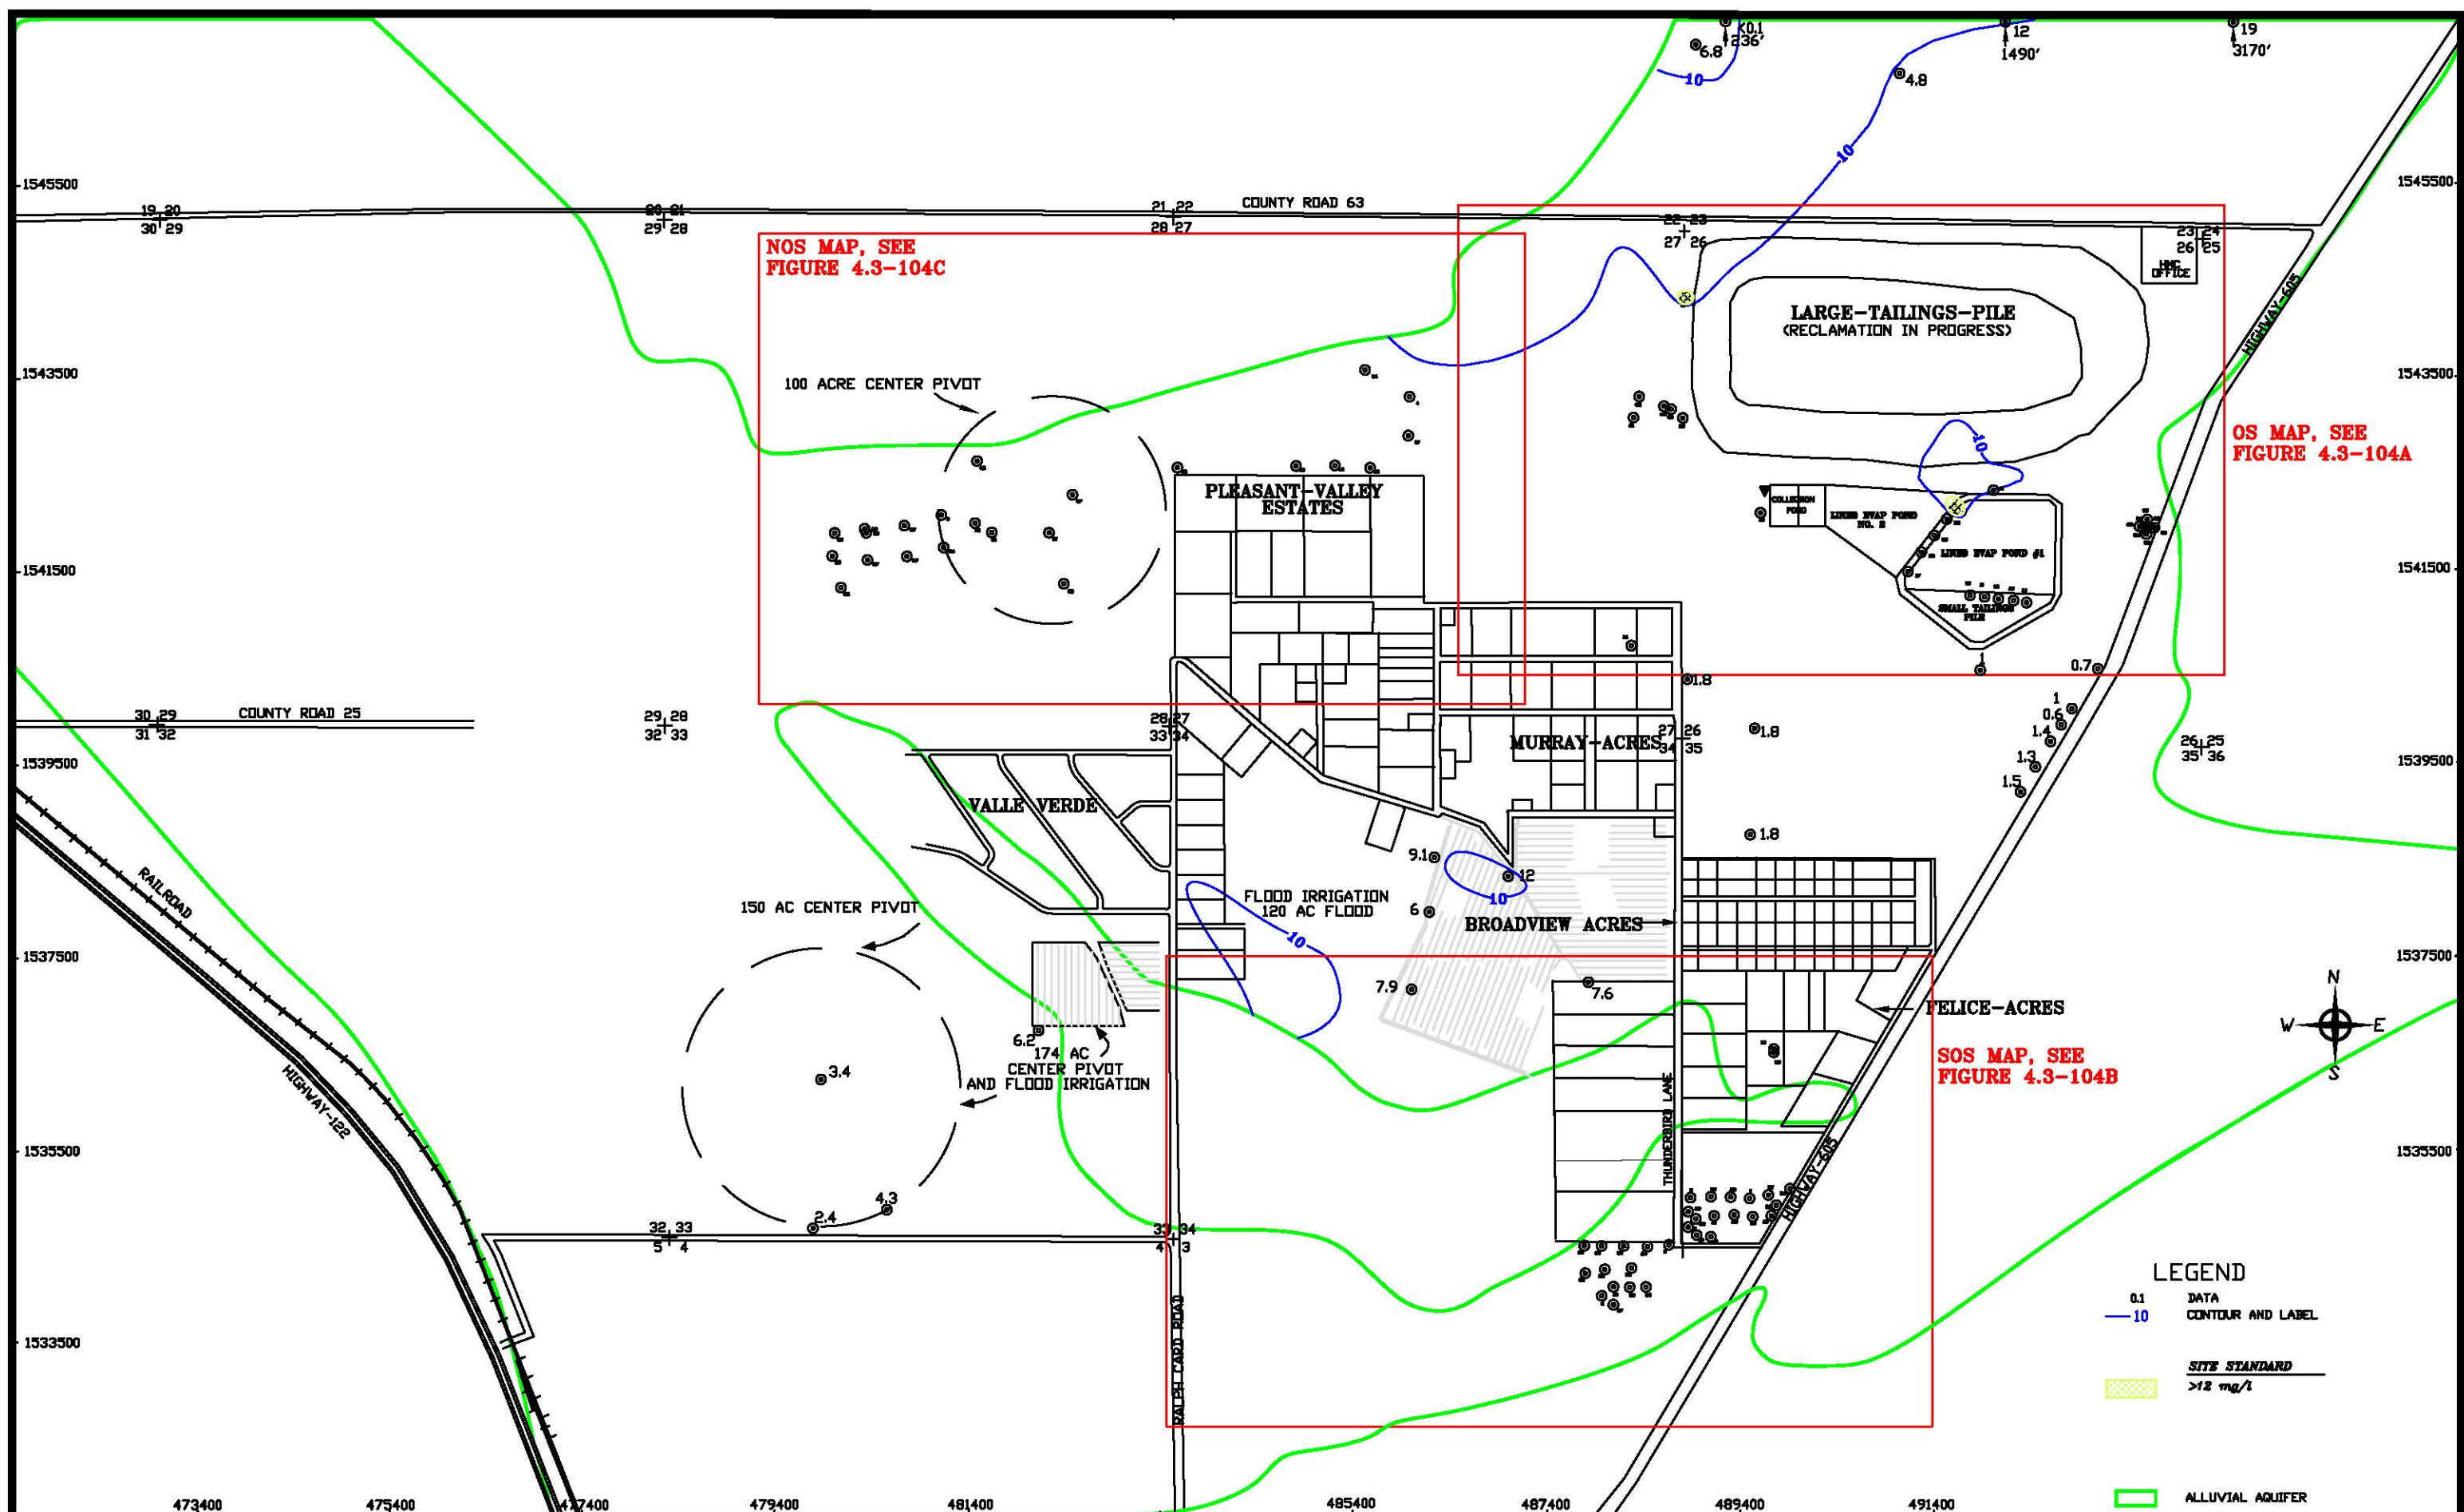 <0.1
236'
6.8
12
1490'
19
3170'
10
4.8
10
1545500
1545500
19 20
30 29
20 21
29 28
21 22
28 27
COUNTY ROAD 63
22 23
27 26
23 24
26 25
HMC
OFFICE
NOS MAP, SEE
FIGURE 4.3-104C
LARGE-TAILINGS-PILE
(RECLAMATION IN PROGRESS)
HIGHWAY-605
1543500
1543500
100 ACRE CENTER PIVOT
10
OS MAP, SEE
FIGURE 4.3-104A
PLEASANT-VALLEY
ESTATES
COLLECTION
POND
LINED EVAP POND
NO. 2
LINED EVAP POND #1
1541500
1541500
SMALL TAILINGS
PILE
1
0.7
1.8
30 29
31 32
COUNTY ROAD 25
29 28
32 33
28 27
33 34
MURRAY-ACRES
27 26
34 35
1.8
1
0.6
1.4
1.3
1.5
26 25
35 36
1539500
1539500
VALLE VERDE
1.8
9.1
12
10
RAILROAD
150 AC CENTER PIVOT
FLOOD IRRIGATION
120 AC FLOOD
6
BROADVIEW ACRES
10
1537500
1537500
7.9
7.6
FELICE-ACRES
N
W
E
S
6.2
174 AC
CENTER PIVOT
AND FLOOD IRRIGATION
3.4
HIGHWAY-122
SOS MAP, SEE
FIGURE 4.3-104B
THUNDERBIRD LANE
HIGHWAY-605
1535500
1535500
4.3
2.4
32 33
5 4
33 34
4 3
RALPH CARD ROAD
1533500
LEGEND
0.1 DATA
10 CONTOUR AND LABEL
SITE STANDARD
>12 mg/l
ALLUVIAL AQUIFER
473400
475400
477400
479400
481400
485400
487400
489400
491400